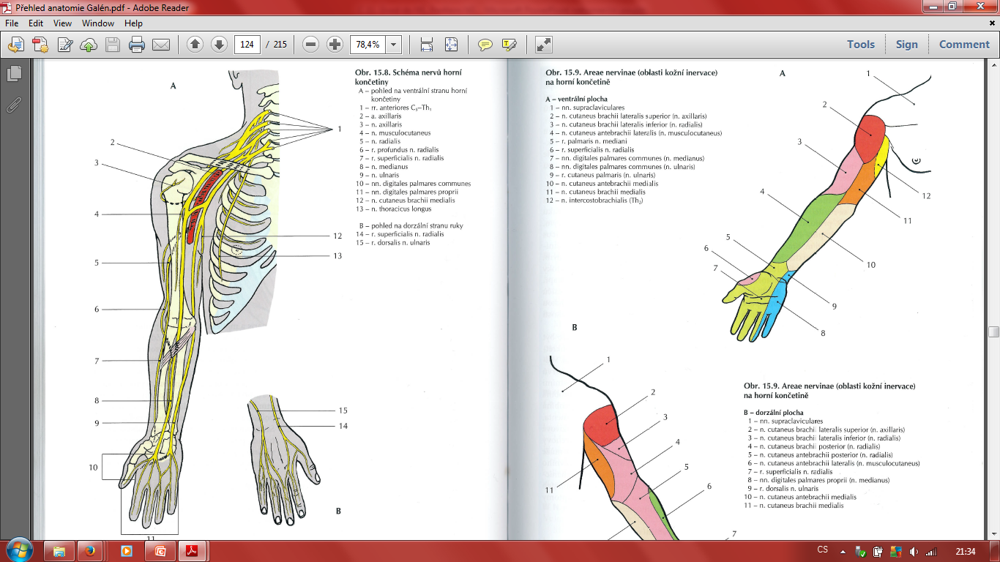 Přehled anatomie Galén.pdf - Adobe Reader
File Edit View Window Help
124 / 215 78,4% Tools Sign Comment
A
Obr. 15.8. Schéma nervů horní
končetiny
A – pohled na ventrální stranu horní
končetiny
1 – rr. anteriores C5–Th1
2 – a. axillaris
3 – n. axillaris
4 – n. musculocutaneus
5 – n. radialis
6 – r. profundus n. radialis
7 – r. superficialis n. radialis
8 – n. medianus
9 – n. ulnaris
10 – nn. digitales palmares communes
11 – nn. digitales palmares proprii
12 – n. cutaneus brachii medialis
13 – n. thoracicus longus
B – pohled na dorzální stranu ruky
14 – r. superficialis n. radialis
15 – r. dorsalis n. ulnaris
1
2
3
4
12
13
5
6
7
8
9
10
11
15
14
B
Obr. 15.9. Areae nervinae (oblasti kožní inervace)
na horní končetině
A – ventrální plocha
1 – nn. supraclaviculares
2 – n. cutaneus brachii lateralis superior (n. axillaris)
3 – n. cutaneus brachii lateralis inferior (n. radialis)
4 – n. cutaneus antebrachii lateralis (n. musculocutaneus)
5 – r. palmaris n. mediani
6 – r. superficialis n. radialis
7 – nn. digitales palmares communes (n. medianus)
8 – nn. digitales palmares communes (n. ulnaris)
9 – r. cutaneus palmaris (n. ulnaris)
10 – n. cutaneus antebrachii medialis
11 – n. cutaneus brachii medialis
12 – n. intercostobrachialis (Th2)
A
1
2
3
4
12
11
5
6
7
10
9
8
B
1
2
3
4
5
6
7
11
Obr. 15.9. Areae nervinae (oblasti kožní inervace)
na horní končetině
B – dorzální plocha
1 – nn. supraclaviculares
2 – n. cutaneus brachii lateralis superior (n. axillaris)
3 – n. cutaneus brachii lateralis inferior (n. radialis)
4 – n. cutaneus brachii posterior (n. radialis)
5 – n. cutaneus antebrachii posterior (n. radialis)
6 – n. cutaneus antebrachii lateralis (n. musculocutaneus)
7 – r. superficialis n. radialis
8 – nn. digitales palmares proprii (n. medianus)
9 – r. dorsalis n. ulnaris
10 – n. cutaneus antebrachii medialis
11 – n. cutaneus brachii medialis
CS 21:34